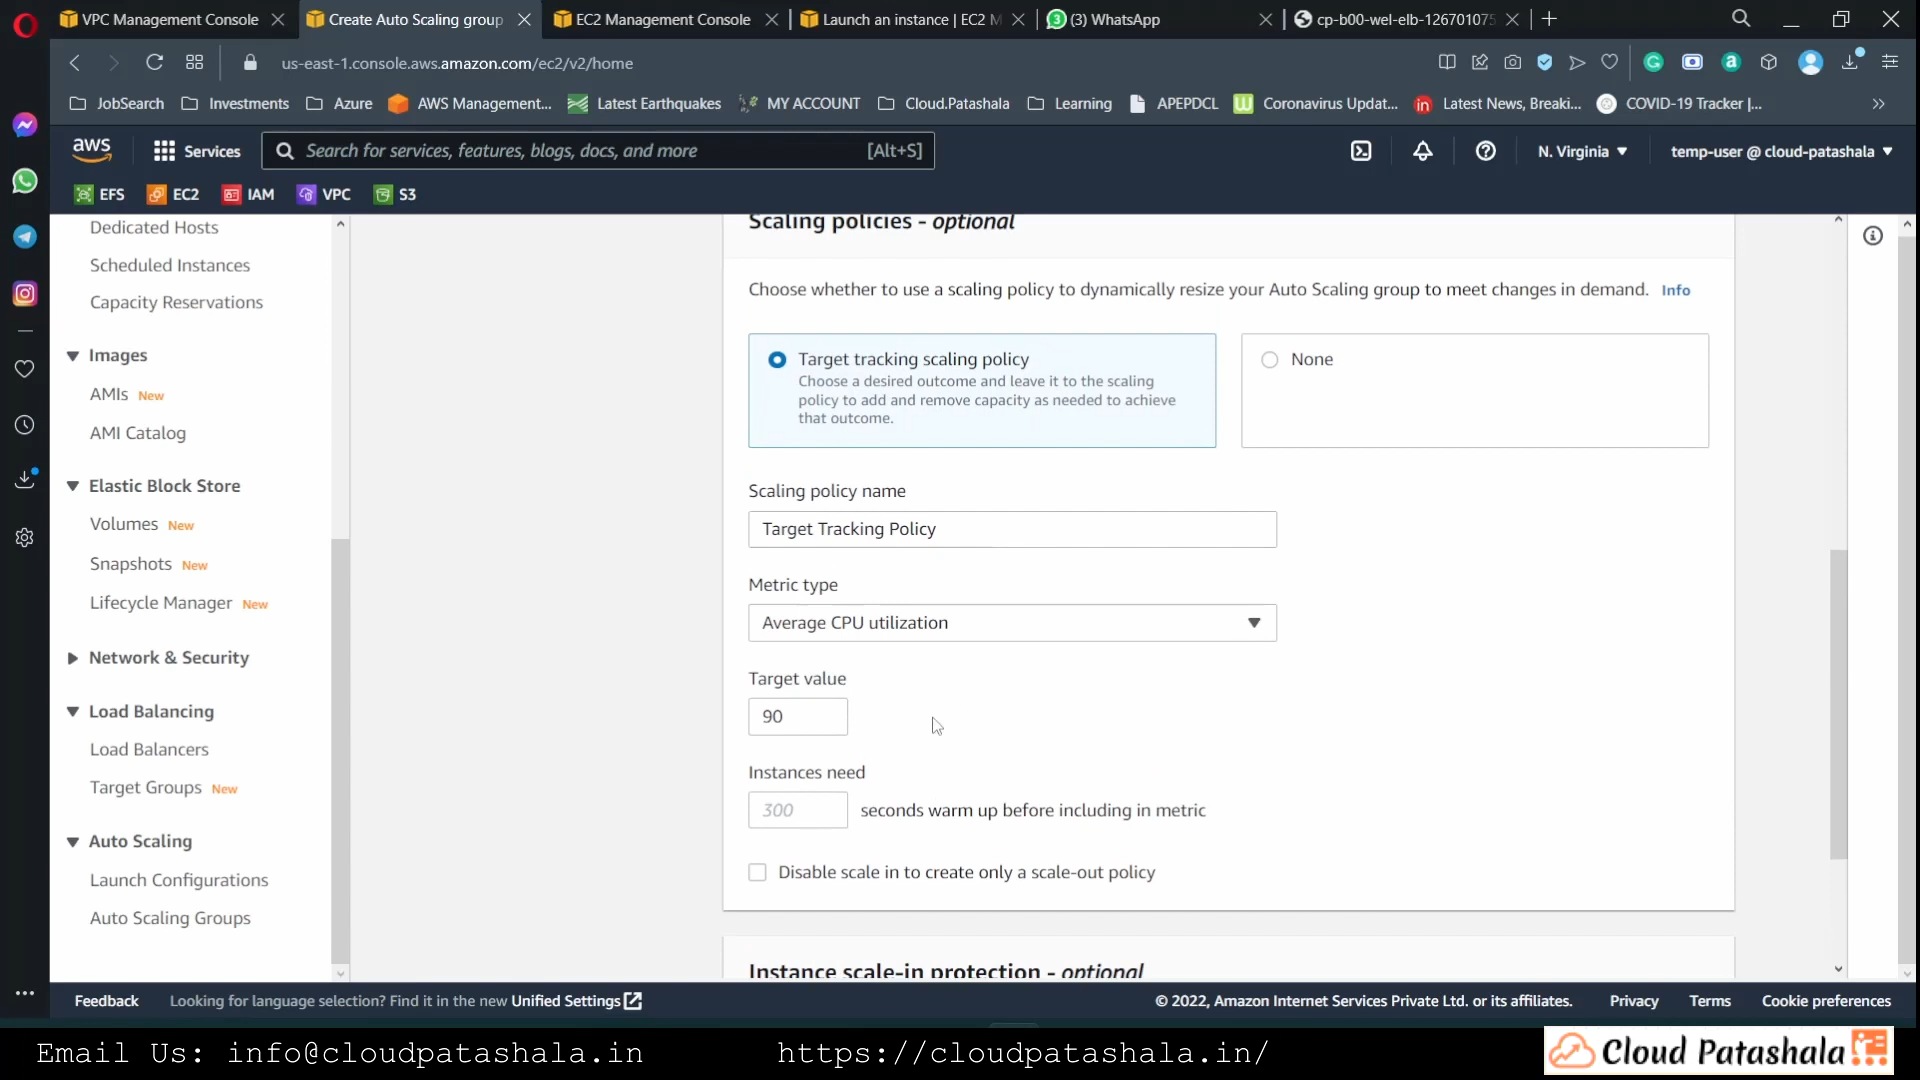 VPC Management Console
Create Auto Scaling group
EC2 Management Console
Launch an instance | EC2 M
(3) WhatsApp
cp-b00-wel-elb-126701075
us-east-1.console.aws.amazon.com/ec2/v2/home
JobSearch
Investments
Azure
AWS Management...
Latest Earthquakes
MY ACCOUNT
Cloud.Patashala
Learning
APEPDCL
Coronavirus Updat...
Latest News, Breaki...
COVID-19 Tracker |...
aws
Services
Search for services, features, blogs, docs, and more
[Alt+S]
N. Virginia
temp-user @ cloud-patashala
EFS
EC2
IAM
VPC
S3
Dedicated Hosts
Scheduled Instances
Capacity Reservations
Images
AMIs New
AMI Catalog
Elastic Block Store
Volumes New
Snapshots New
Lifecycle Manager New
Network & Security
Load Balancing
Load Balancers
Target Groups New
Auto Scaling
Launch Configurations
Auto Scaling Groups
Scaling policies - optional
Choose whether to use a scaling policy to dynamically resize your Auto Scaling group to meet changes in demand. Info
Target tracking scaling policy
Choose a desired outcome and leave it to the scaling
policy to add and remove capacity as needed to achieve
that outcome.
None
Scaling policy name
Target Tracking Policy
Metric type
Average CPU utilization
Target value
90
Instances need
300 seconds warm up before including in metric
Disable scale in to create only a scale-out policy
Instance scale-in protection - optional
Feedback
Looking for language selection? Find it in the new Unified Settings
© 2022, Amazon Internet Services Private Ltd. or its affiliates.
Privacy
Terms
Cookie preferences
Email Us: info@cloudpatashala.in
https://cloudpatashala.in/
Cloud Patashala